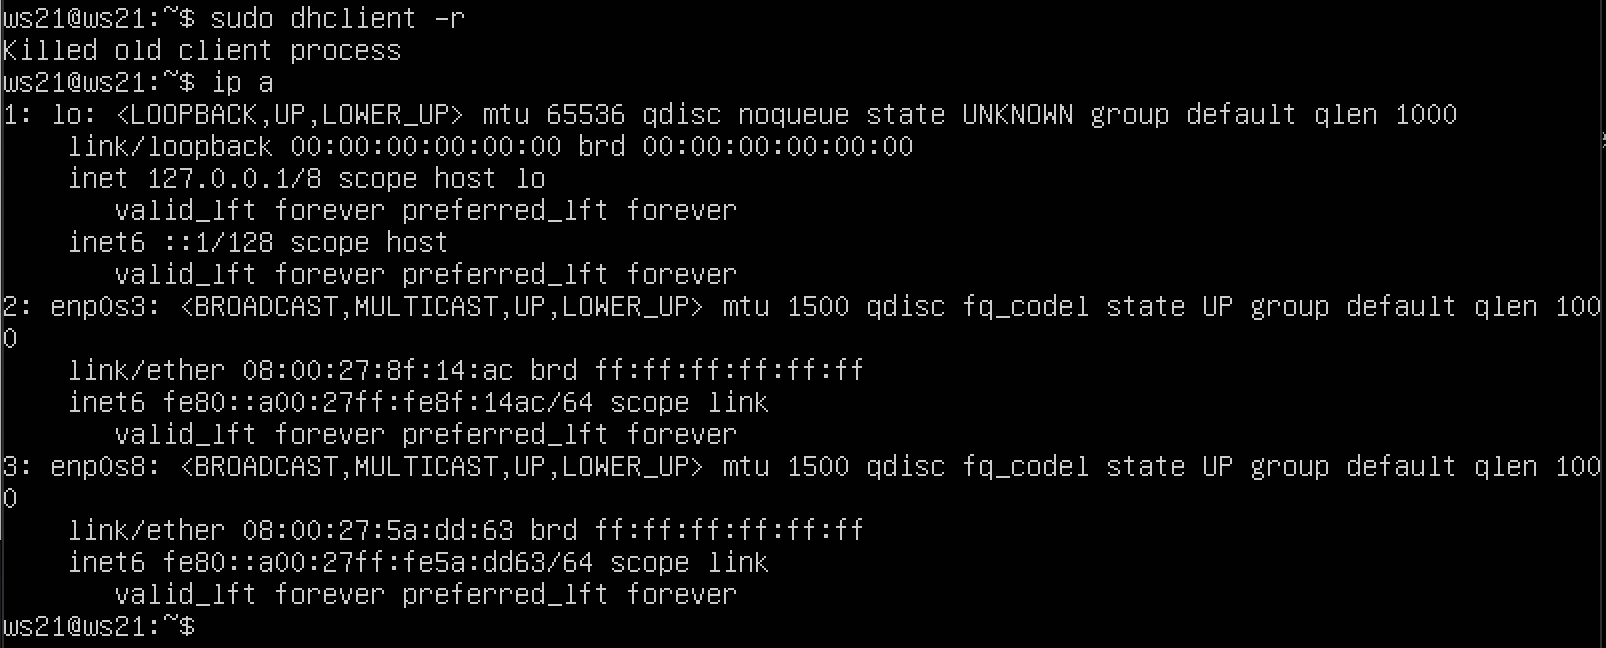 ws21@ws21:~$ sudo dhclient -r
Killed old client process
ws21@ws21:~$ ip a
1: lo: <LOOPBACK,UP,LOWER_UP> mtu 65536 qdisc noqueue state UNKNOWN group default qlen 1000
    link/loopback 00:00:00:00:00:00 brd 00:00:00:00:00:00
    inet 127.0.0.1/8 scope host lo
       valid_lft forever preferred_lft forever
    inet6 ::1/128 scope host
       valid_lft forever preferred_lft forever
2: enp0s3: <BROADCAST,MULTICAST,UP,LOWER_UP> mtu 1500 qdisc fq_codel state UP group default qlen 100
0
    link/ether 08:00:27:8f:14:ac brd ff:ff:ff:ff:ff:ff
    inet6 fe80::a00:27ff:fe8f:14ac/64 scope link
       valid_lft forever preferred_lft forever
3: enp0s8: <BROADCAST,MULTICAST,UP,LOWER_UP> mtu 1500 qdisc fq_codel state UP group default qlen 100
0
    link/ether 08:00:27:5a:dd:63 brd ff:ff:ff:ff:ff:ff
    inet6 fe80::a00:27ff:fe5a:dd63/64 scope link
       valid_lft forever preferred_lft forever
ws21@ws21:~$